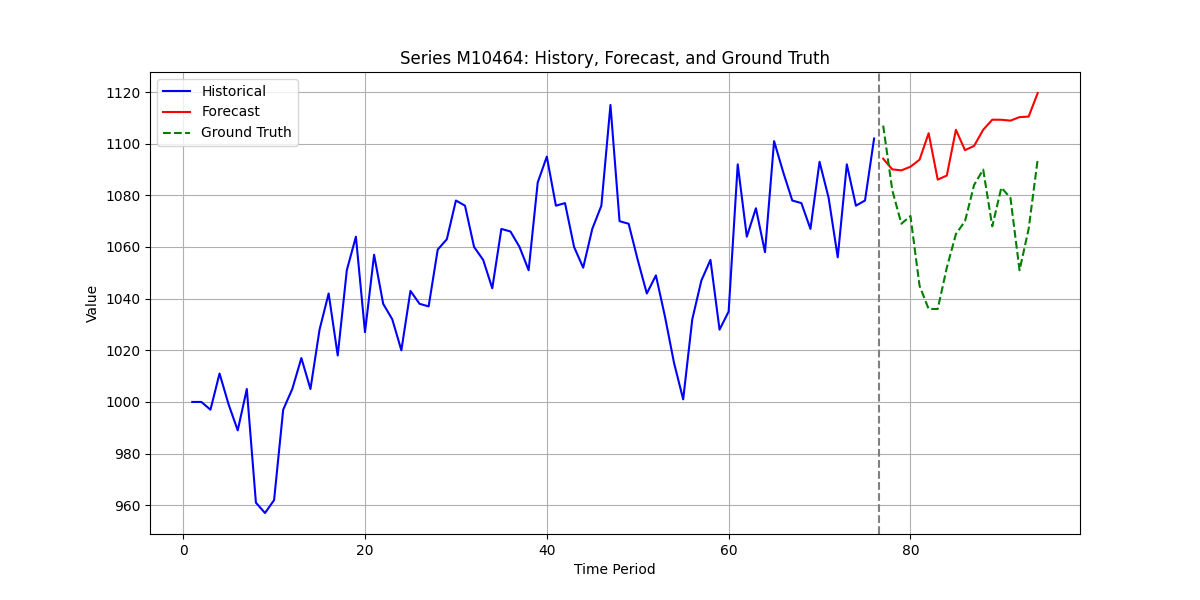 Series M10464: History, Forecast, and Ground Truth
Historical
Forecast
Ground Truth
1120
1100
1080
1060
1040
1020
1000
980
960
Value
0 20 40 60 80
Time Period